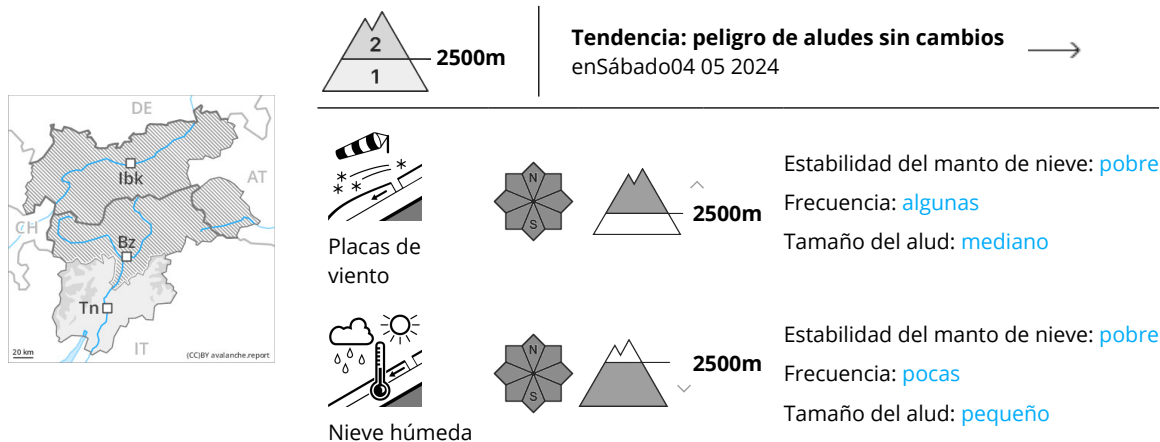 2
2500m
1
Tendencia: peligro de aludes sin cambios
enSábado04 05 2024
DE
Ibk
AT
CH
Bz
Tn
IT
20 km
(CC)BY avalanche.report
N
S
2500m
Placas de
viento
Estabilidad del manto de nieve: pobre
Frecuencia: algunas
Tamaño del alud: mediano
N
S
2500m
Nieve húmeda
Estabilidad del manto de nieve: pobre
Frecuencia: pocas
Tamaño del alud: pequeño